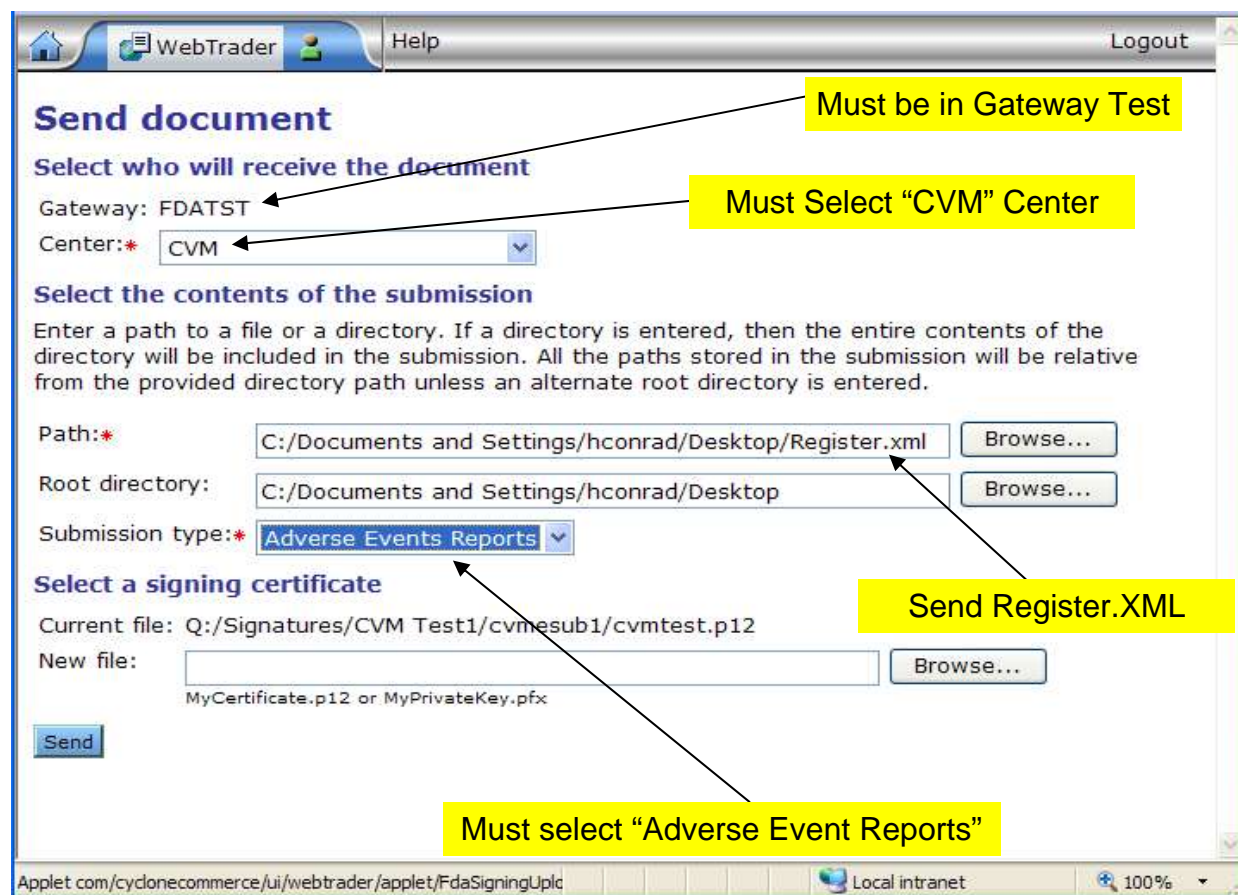 WebTrader Help Logout
Send document
Must be in Gateway Test
Select who will receive the document
Gateway: FDATST
Must Select “CVM” Center
Center:* CVM
Select the contents of the submission
Enter a path to a file or a directory. If a directory is entered, then the entire contents of the
directory will be included in the submission. All the paths stored in the submission will be relative
from the provided directory path unless an alternate root directory is entered.
Path:* C:/Documents and Settings/hconrad/Desktop/Register.xml Browse...
Root directory: C:/Documents and Settings/hconrad/Desktop Browse...
Submission type:* Adverse Events Reports
Select a signing certificate
Send Register.XML
Current file: Q:/Signatures/CVM Test1/cvmesub1/cvmtest.p12
New file: Browse...
MyCertificate.p12 or MyPrivateKey.pfx
Send
Must select “Adverse Event Reports”
Applet com/cyclonecommerce/ui/webtrader/applet/FdaSigningUplc Local intranet 100%